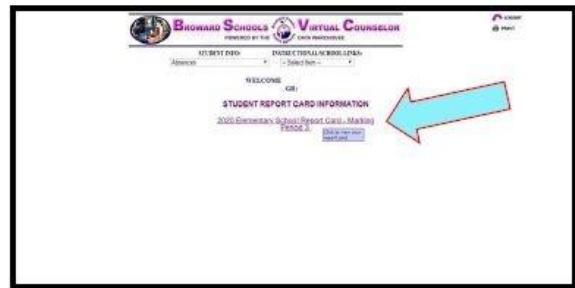 BROWARD SCHOOLS VIRTUAL COUNSELOR
POWERED BY THE DATA WAREHOUSE
LOGOUT
PRINT
STUDENT INFO: INSTRUCTIONAL/SCHOOL LINKS:
Absences - Select Item -
WELCOME
GR:
STUDENT REPORT CARD INFORMATION
2020 Elementary School Report Card - Marking
Period 3
Click to view your
report card